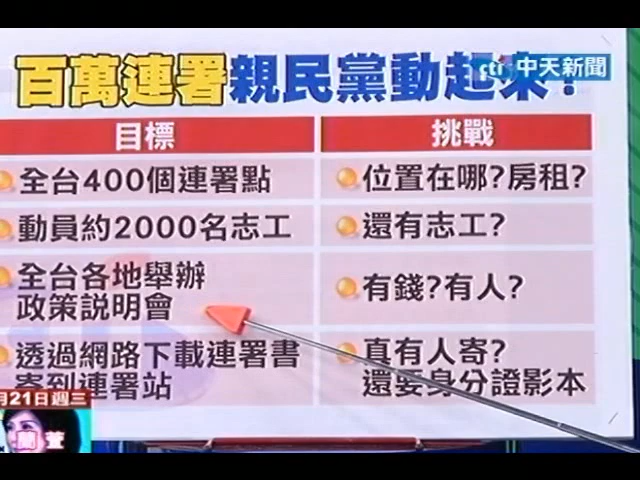 百萬連署親民黨動起來!
cti 中天新聞
目標 挑戰
全台400個連署點 位置在哪?房租?
動員約2000名志工 還有志工?
全台各地舉辦
政策説明會 有錢?有人?
透過網路下載連署書 真有人寄?
寄到連署站 還要身分證影本
月21日週三
蘭萱